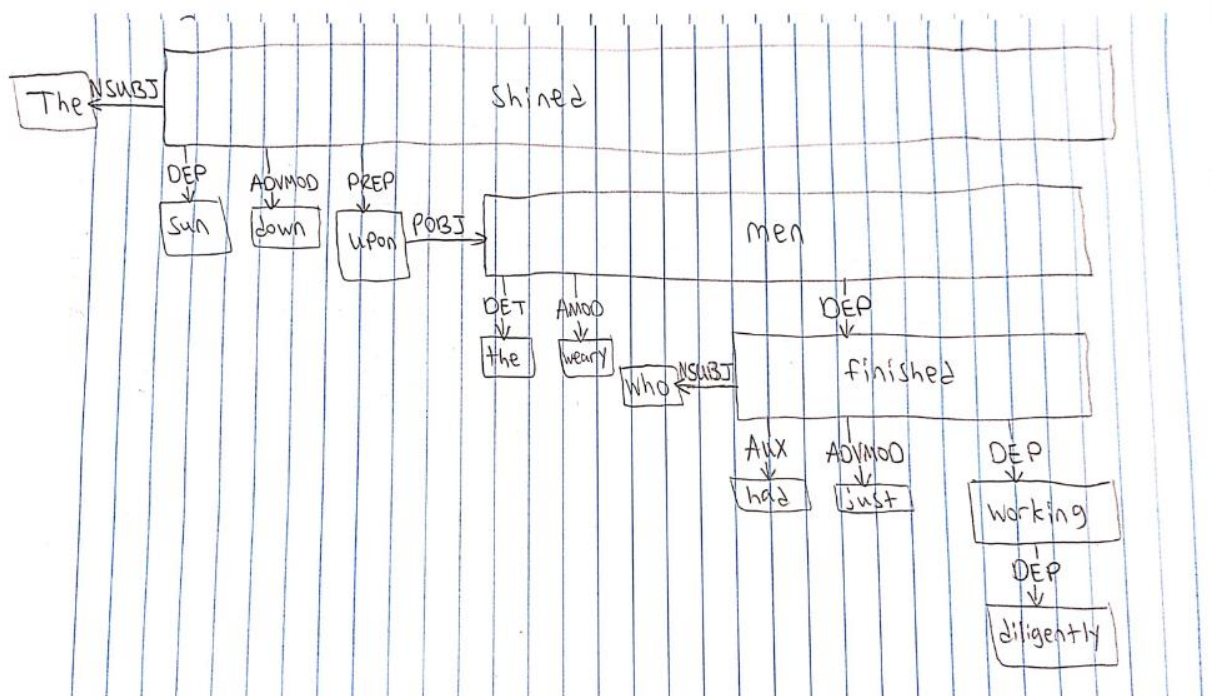 The NSUBJ shined
DEP ADVMOD PREP
sun down upon POBJ men
DET AMOD DEP
the weary who NSUBJ finished
AUX ADVMOD DEP
had just working
DEP
diligently